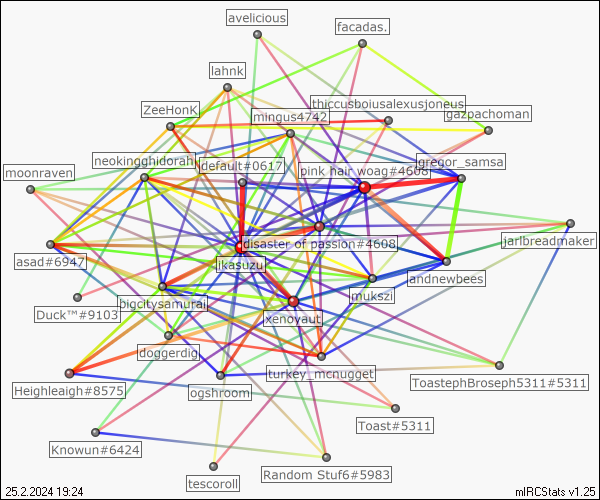 avelicious
facadas.
lahnk
thiccusboiusalexusjoneus
ZeeHonK
mingus4742
gazpachoman
neokingghidorah
default#0617
pink hair woag#4608
gregor_samsa
moonraven
disaster of passion#4608
jarlbreadmaker
asad#6947
ikasuzu
andnewbees
bigcitysamurai
mukszi
Duck™#9103
xenoyaut
doggerdig
turkey_mcnugget
ToastephBroseph5311#5311
Heighleaigh#8575
ogshroom
Toast#5311
Knowun#6424
Random Stuf6#5983
tescoroll
25.2.2024 19:24
mIRCStats v1.25